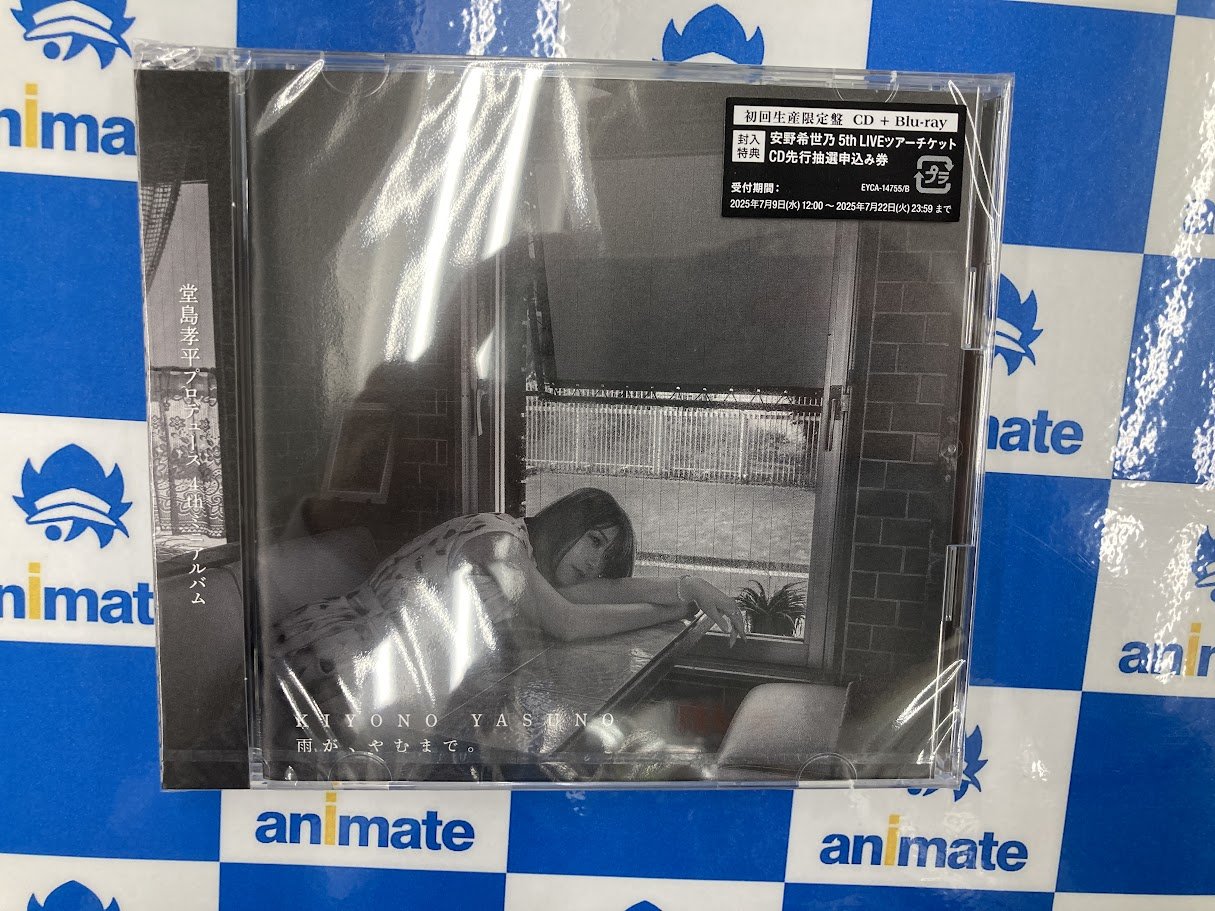 初回生産限定盤 CD + Blu-ray
封入
特典
安野希世乃 5th LIVEツアーチケット
CD先行抽選申込み券
プラ
受付期間：
EYCA-14755/B
2025年7月9日(水) 12:00 ～ 2025年7月22日(火) 23:59 まで
堂島孝平プロデュース 4th ミニアルバム
KIYONO YASUNO
雨が、やむまで。
animate
animate
animate
animate
animate